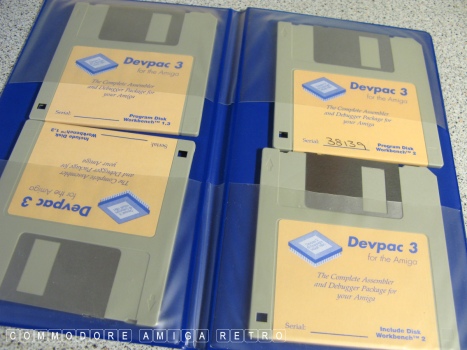 Devpac 3
for the Amiga
The Complete Assembler
and Debugger Package for
your Amiga
Serial:
Program Disk
Workbench 1.3
Devpac 3
for the Amiga
The Complete Assembler
and Debugger Package for
your Amiga
Serial:
Include Disk
Workbench 1.3
Devpac 3
for the Amiga
The Complete Assembler
and Debugger Package for
your Amiga
Serial: 38139
Program Disk
Workbench 2
Devpac 3
for the Amiga
The Complete Assembler
and Debugger Package for
your Amiga
Serial:
Include Disk
Workbench 2
COMMODORE AMIGA RETRO